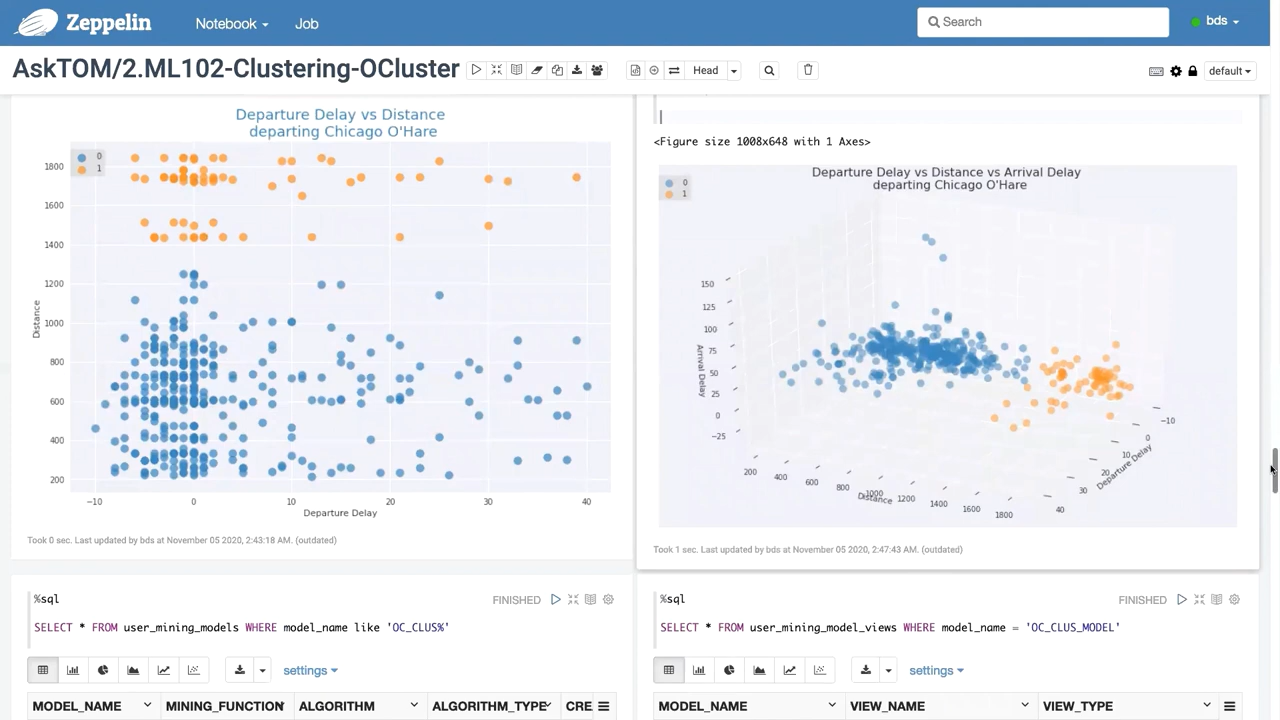 Zeppelin
Notebook
Job
Search
bds
AskTOM/2.ML102-Clustering-OCluster
Head
default
Departure Delay vs Distance
departing Chicago O'Hare
0
1
1800
1600
1400
1200
1000
800
600
400
200
Distance
−10
0
10
20
30
40
Departure Delay
Took 0 sec. Last updated by bds at November 05 2020, 2:43:18 AM. (outdated)
<Figure size 1008x648 with 1 Axes>
Departure Delay vs Distance vs Arrival Delay
departing Chicago O'Hare
0
1
150
125
100
75
50
25
0
−25
Arrival Delay
200
400
600
800
1000
1200
1400
1600
1800
Distance
−10
0
10
20
30
40
Departure Delay
Took 1 sec. Last updated by bds at November 05 2020, 2:47:43 AM. (outdated)
%sql
FINISHED
SELECT * FROM user_mining_models WHERE model_name like 'OC_CLUS%'
settings
MODEL_NAME
MINING_FUNCTION
ALGORITHM
ALGORITHM_TYPE
CRE
%sql
FINISHED
SELECT * FROM user_mining_model_views WHERE model_name = 'OC_CLUS_MODEL'
settings
MODEL_NAME
VIEW_NAME
VIEW_TYPE